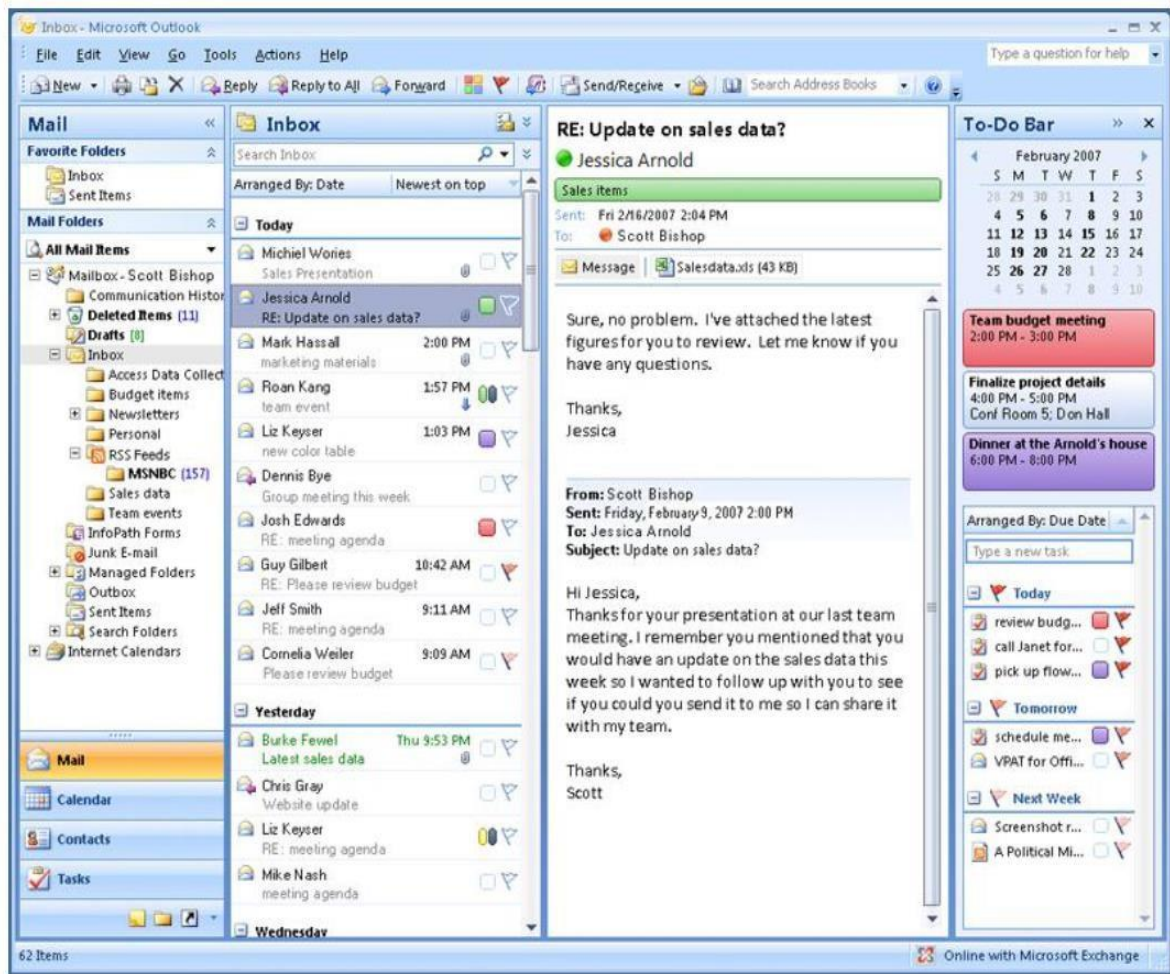 Inbox - Microsoft Outlook
File Edit View Go Tools Actions Help
Type a question for help
New Reply Reply to All Forward Send/Receive Search Address Books
Mail
Favorite Folders
Inbox
Sent Items
Mail Folders
All Mail Items
Mailbox - Scott Bishop
Communication Histor
Deleted Items (11)
Drafts [8]
Inbox
Access Data Collect
Budget items
Newsletters
Personal
RSS Feeds
MSNBC (157)
Sales data
Team events
InfoPath Forms
Junk E-mail
Managed Folders
Outbox
Sent Items
Search Folders
Internet Calendars
Mail
Calendar
Contacts
Tasks
Inbox
Search Inbox
Arranged By: Date Newest on top
Today
Michiel Wories
Sales Presentation
Jessica Arnold
RE: Update on sales data?
Mark Hassall 2:00 PM
marketing materials
Roan Kang 1:57 PM
team event
Liz Keyser 1:03 PM
new color table
Dennis Bye
Group meeting this week
Josh Edwards
RE: meeting agenda
Guy Gilbert 10:42 AM
RE: Please review budget
Jeff Smith 9:11 AM
RE: meeting agenda
Cornelia Weiler 9:09 AM
Please review budget
Yesterday
Burke Fewel Thu 9:53 PM
Latest sales data
Chris Gray
Website update
Liz Keyser
RE: meeting agenda
Mike Nash
meeting agenda
Wednesday
RE: Update on sales data?
Jessica Arnold
Sales items
Sent: Fri 2/16/2007 2:04 PM
To: Scott Bishop
Message Salesdata.xls (43 KB)
Sure, no problem. I've attached the latest
figures for you to review. Let me know if you
have any questions.
Thanks,
Jessica
From: Scott Bishop
Sent: Friday, February 9, 2007 2:00 PM
To: Jessica Arnold
Subject: Update on sales data?
Hi Jessica,
Thanks for your presentation at our last team
meeting. I remember you mentioned that you
would have an update on the sales data this
week so I wanted to follow up with you to see
if you could you send it to me so I can share it
with my team.
Thanks,
Scott
To-Do Bar
February 2007
S M T W T F S
28 29 30 31 1 2 3
4 5 6 7 8 9 10
11 12 13 14 15 16 17
18 19 20 21 22 23 24
25 26 27 28 1 2 3
4 5 6 7 8 9 10
Team budget meeting
2:00 PM - 3:00 PM
Finalize project details
4:00 PM - 5:00 PM
Conf Room 5; Don Hall
Dinner at the Arnold's house
6:00 PM - 8:00 PM
Arranged By: Due Date
Type a new task
Today
review budg...
call Janet for...
pick up flow...
Tomorrow
schedule me...
VPAT for Offi...
Next Week
Screenshot r...
A Political Mi...
62 Items
Online with Microsoft Exchange